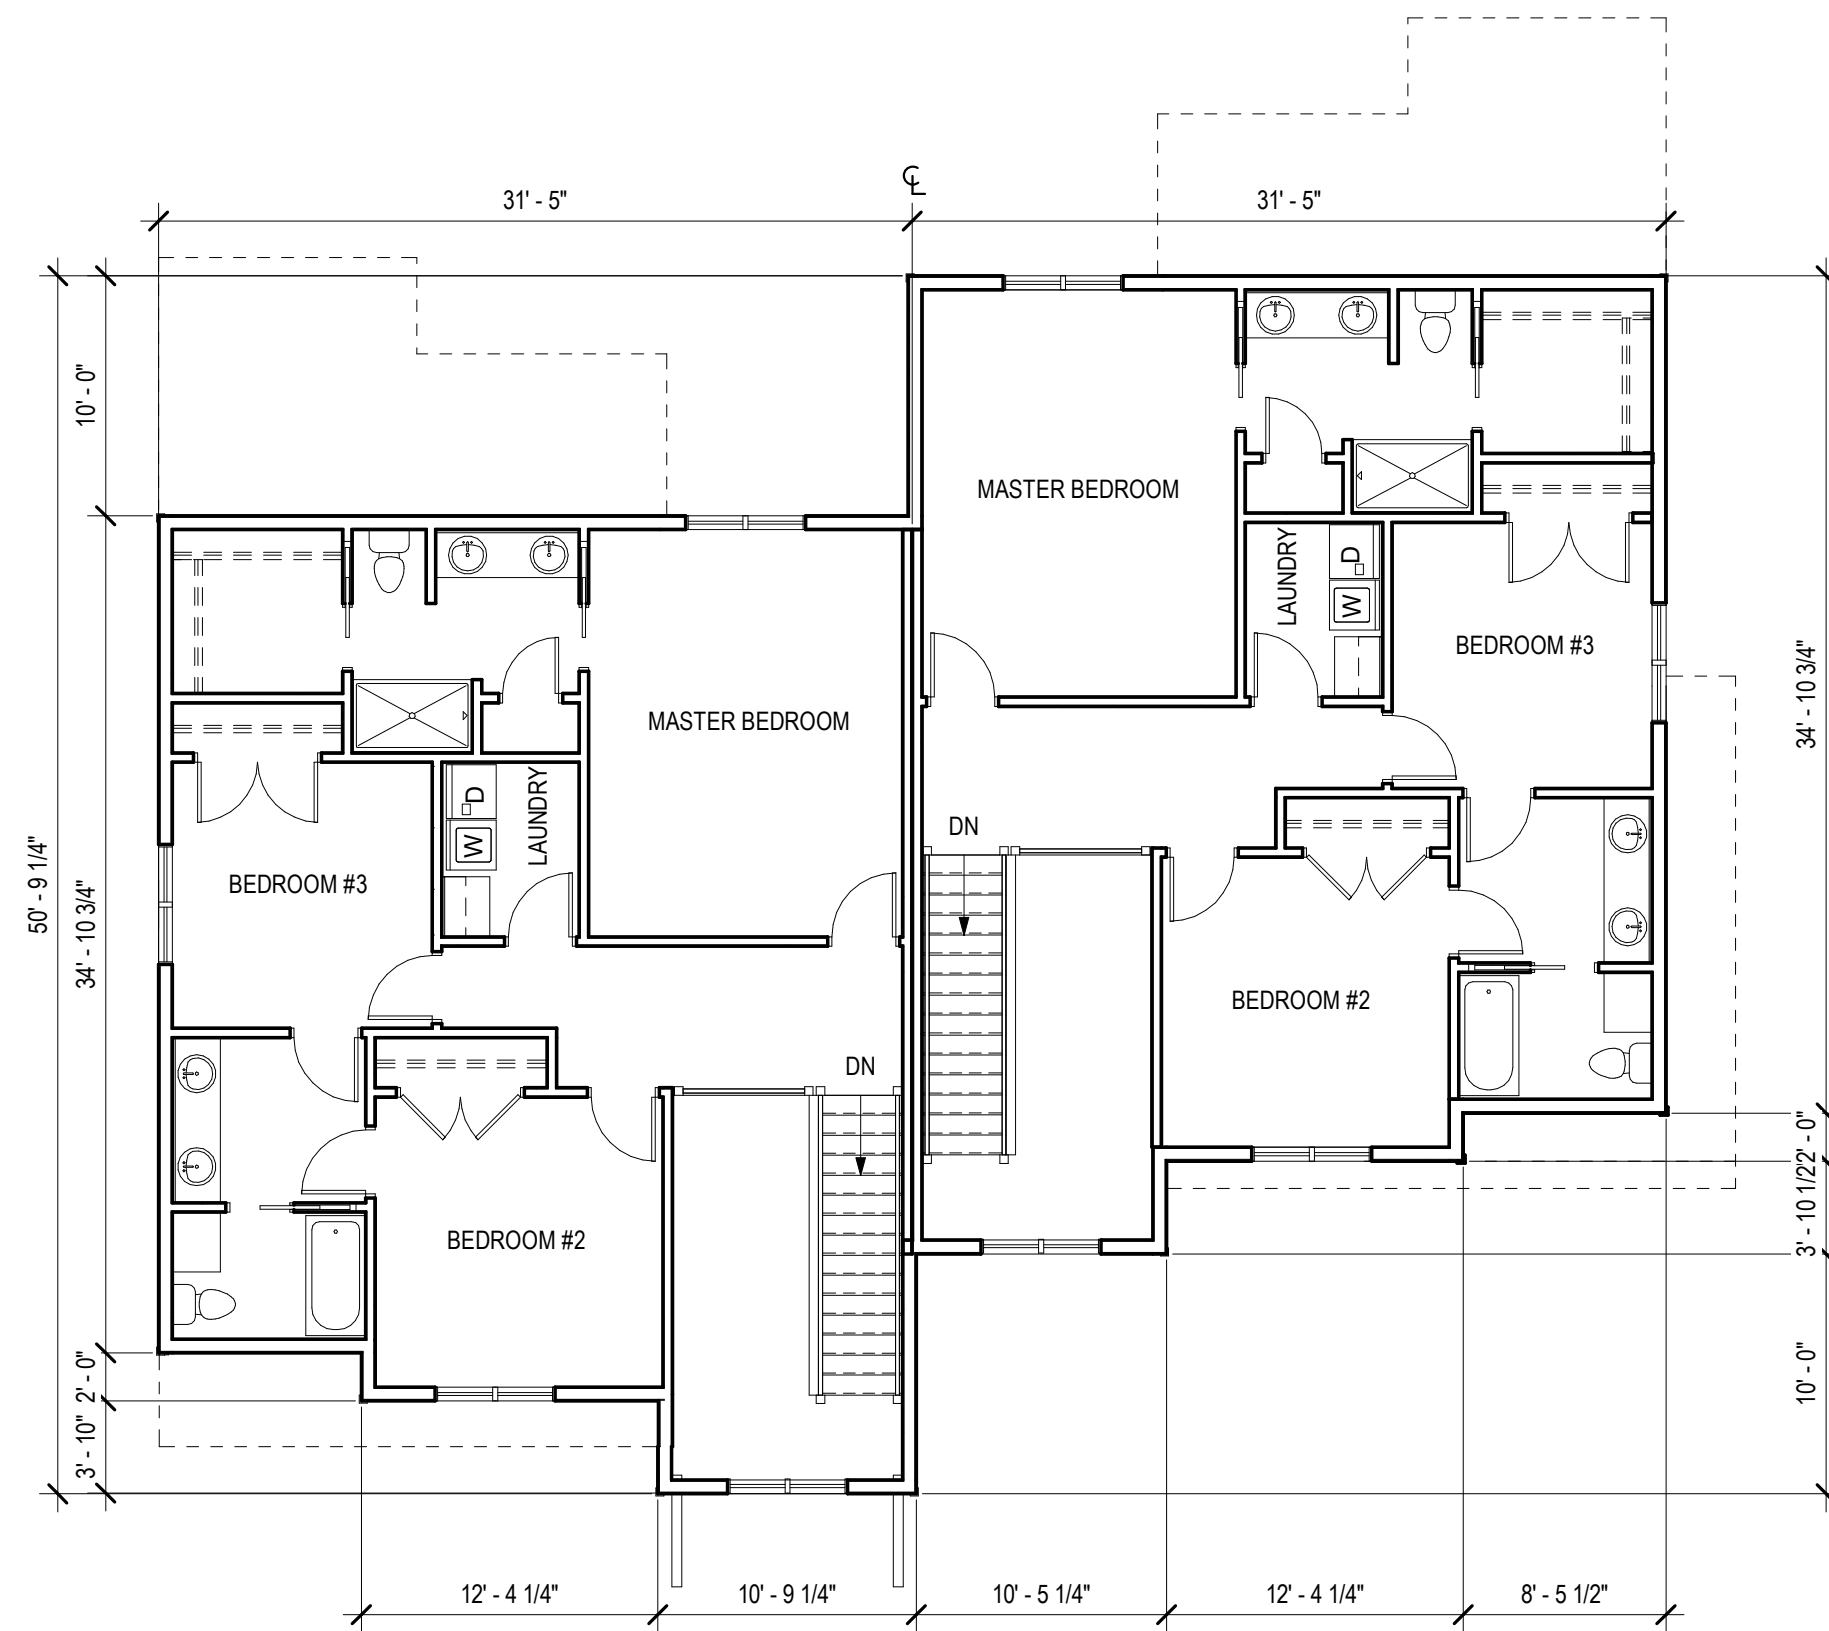 ℄
31' - 5"
31' - 5"
10' - 0"
MASTER BEDROOM
LAUNDRY
D
W
BEDROOM #3
34' - 10 3/4"
MASTER BEDROOM
D
W
LAUNDRY
DN
BEDROOM #3
50' - 9 1/4"
34' - 10 3/4"
BEDROOM #2
DN
2' - 0"
3' - 10 1/2"
BEDROOM #2
2' - 0"
10' - 0"
3' - 10"
12' - 4 1/4"
10' - 9 1/4"
10' - 5 1/4"
12' - 4 1/4"
8' - 5 1/2"